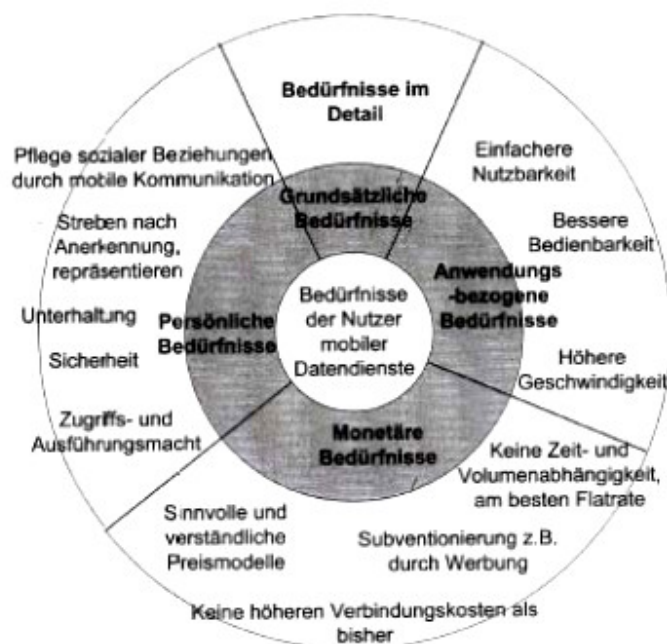 Bedürfnisse im
Detail
Grundsätzliche
Bedürfnisse
Einfachere
Nutzbarkeit
Bessere
Bedienbarkeit
Höhere
Geschwindigkeit
Anwendungs
-bezogene
Bedürfnisse
Pflege sozialer Beziehungen
durch mobile Kommunikation
Streben nach
Anerkennung,
repräsentieren
Unterhaltung
Sicherheit
Zugriffs- und
Ausführungsmacht
Persönliche
Bedürfnisse
Bedürfnisse
der Nutzer
mobiler
Datendienste
Monetäre
Bedürfnisse
Keine Zeit- und
Volumenabhängigkeit,
am besten Flatrate
Sinnvolle und
verständliche
Preismodelle
Subventionierung z.B.
durch Werbung
Keine höheren Verbindungskosten als
bisher